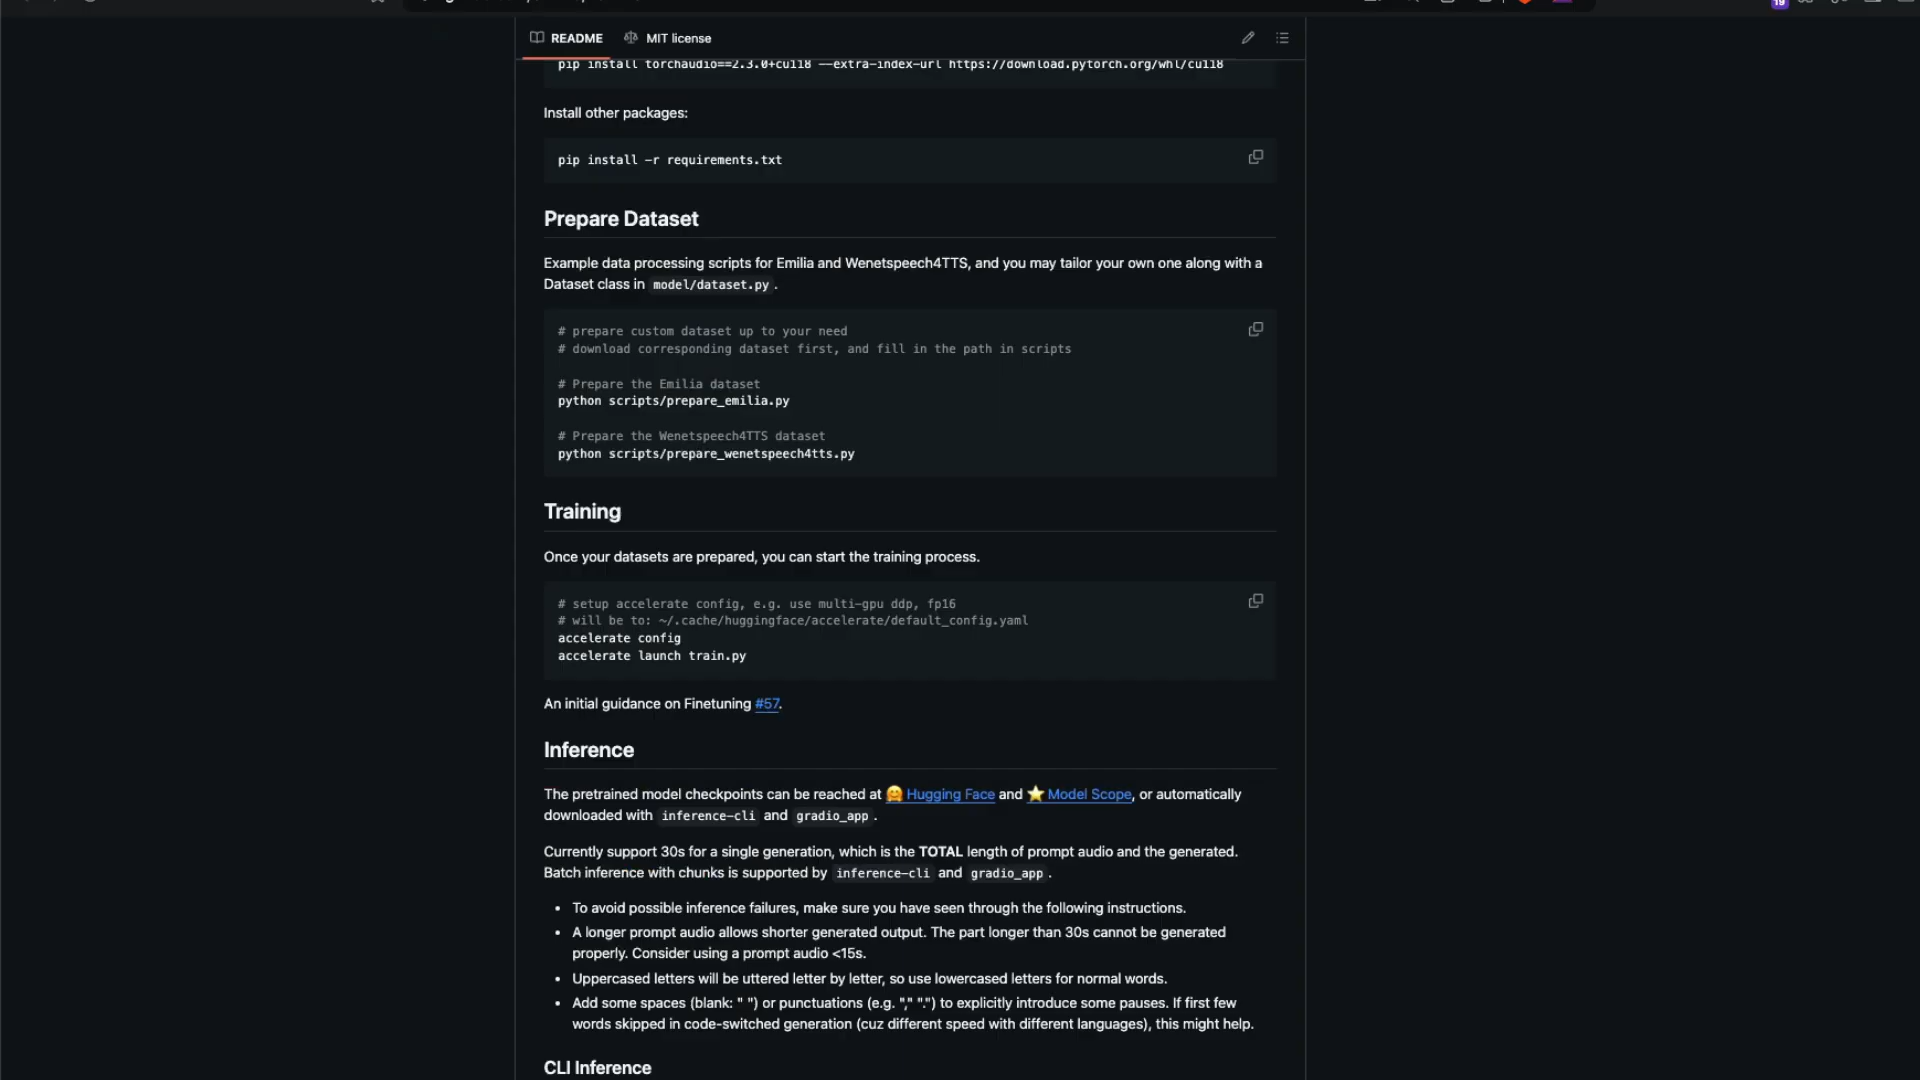 19
README
MIT license
pip install torchaudio==2.3.0+cu118 --extra-index-url https://download.pytorch.org/whl/cu118
Install other packages:
pip install -r requirements.txt
Prepare Dataset
Example data processing scripts for Emilia and Wenetspeech4TTS, and you may tailor your own one along with a
Dataset class in model/dataset.py.
# prepare custom dataset up to your need
# download corresponding dataset first, and fill in the path in scripts
# Prepare the Emilia dataset
python scripts/prepare_emilia.py
# Prepare the Wenetspeech4TTS dataset
python scripts/prepare_wenetspeech4tts.py
Training
Once your datasets are prepared, you can start the training process.
# setup accelerate config, e.g. use multi-gpu ddp, fp16
# will be to: ~/.cache/huggingface/accelerate/default_config.yaml
accelerate config
accelerate launch train.py
An initial guidance on Finetuning #57.
Inference
The pretrained model checkpoints can be reached at 🤗 Hugging Face and ⭐ Model Scope, or automatically
downloaded with inference-cli and gradio_app.
Currently support 30s for a single generation, which is the TOTAL length of prompt audio and the generated.
Batch inference with chunks is supported by inference-cli and gradio_app.
• To avoid possible inference failures, make sure you have seen through the following instructions.
• A longer prompt audio allows shorter generated output. The part longer than 30s cannot be generated
properly. Consider using a prompt audio <15s.
• Uppercased letters will be uttered letter by letter, so use lowercased letters for normal words.
• Add some spaces (blank: " ") or punctuations (e.g. "," ".") to explicitly introduce some pauses. If first few
words skipped in code-switched generation (cuz different speed with different languages), this might help.
CLI Inference